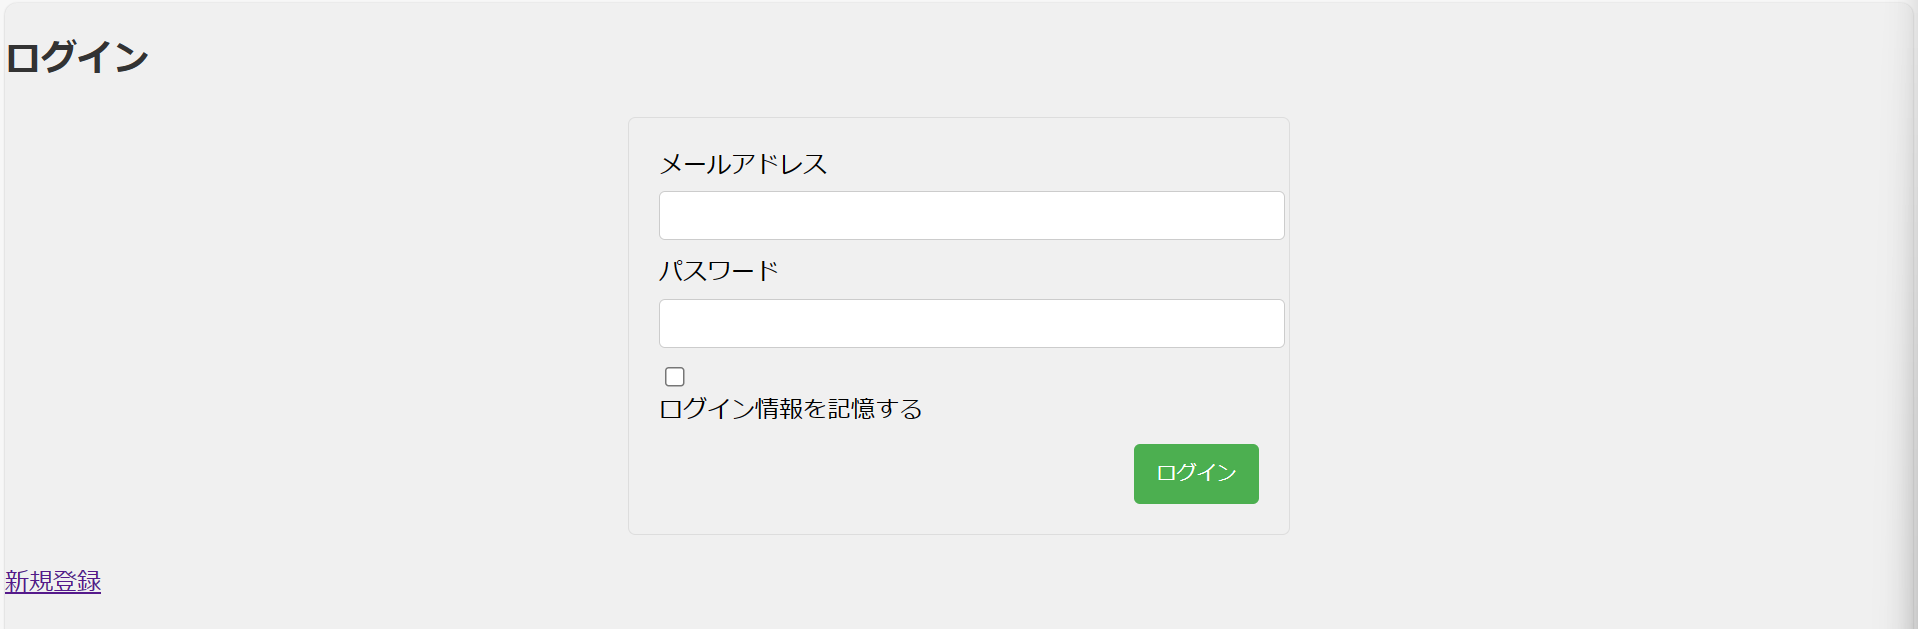 ログイン
メールアドレス
パスワード
ログイン情報を記憶する
ログイン
新規登録